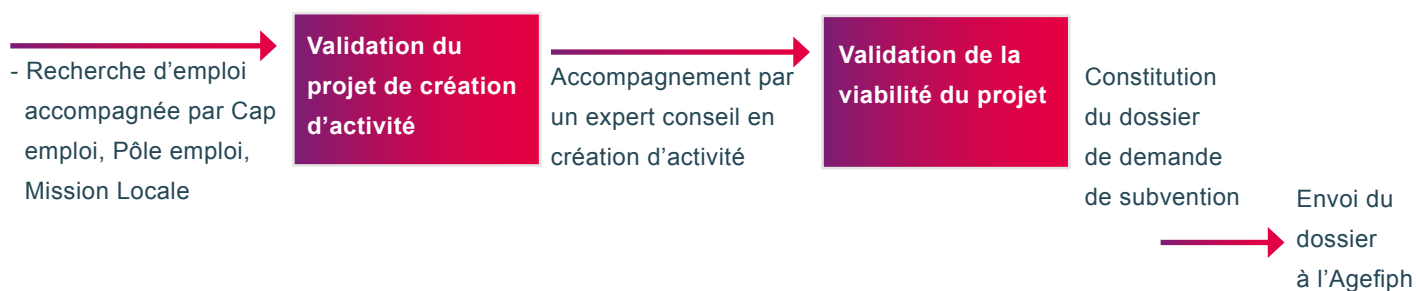 - Recherche d’emploi
accompagnée par Cap
emploi, Pôle emploi,
Mission Locale
Validation du
projet de création
d’activité
Accompagnement par
un expert conseil en
création d’activité
Validation de la
viabilité du projet
Constitution
du dossier
de demande
de subvention
Envoi du
dossier
à l’Agefiph